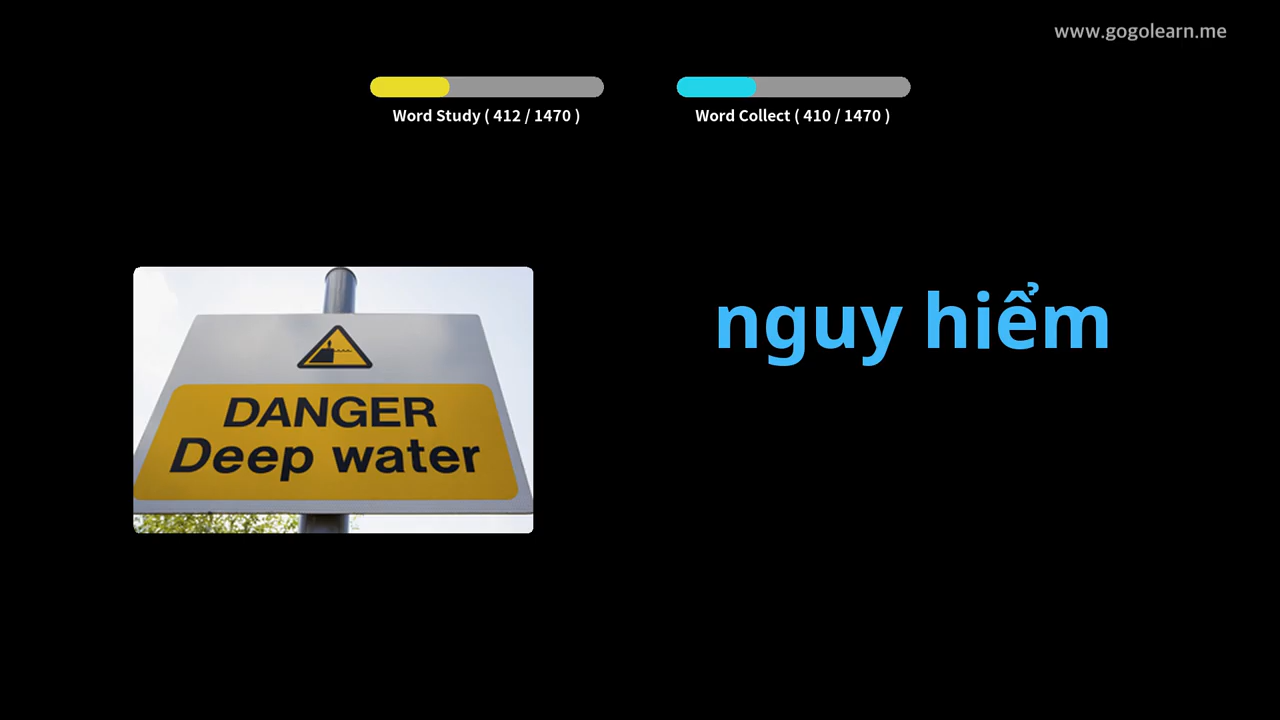 www.gogolearn.me
Word Study ( 412 / 1470 )
Word Collect ( 410 / 1470 )
nguy hiểm
DANGER
Deep water